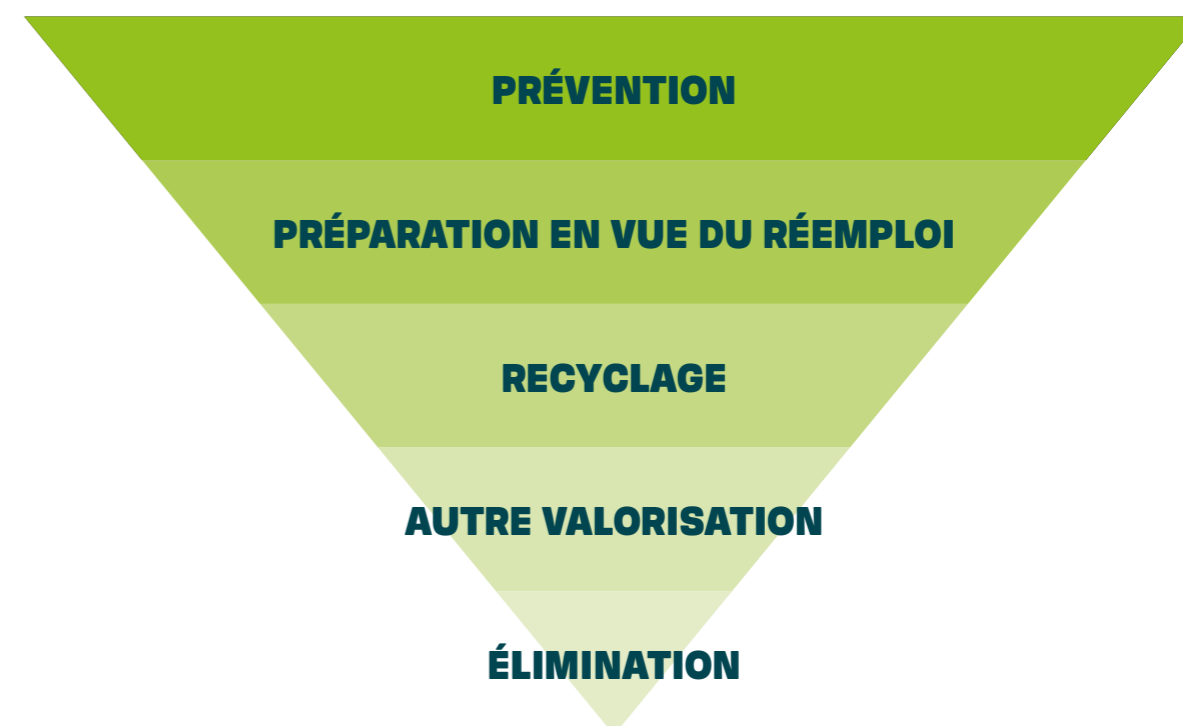 PRÉVENTION
PRÉPARATION EN VUE DU RÉEMPLOI
RECYCLAGE
AUTRE VALORISATION
ÉLIMINATION